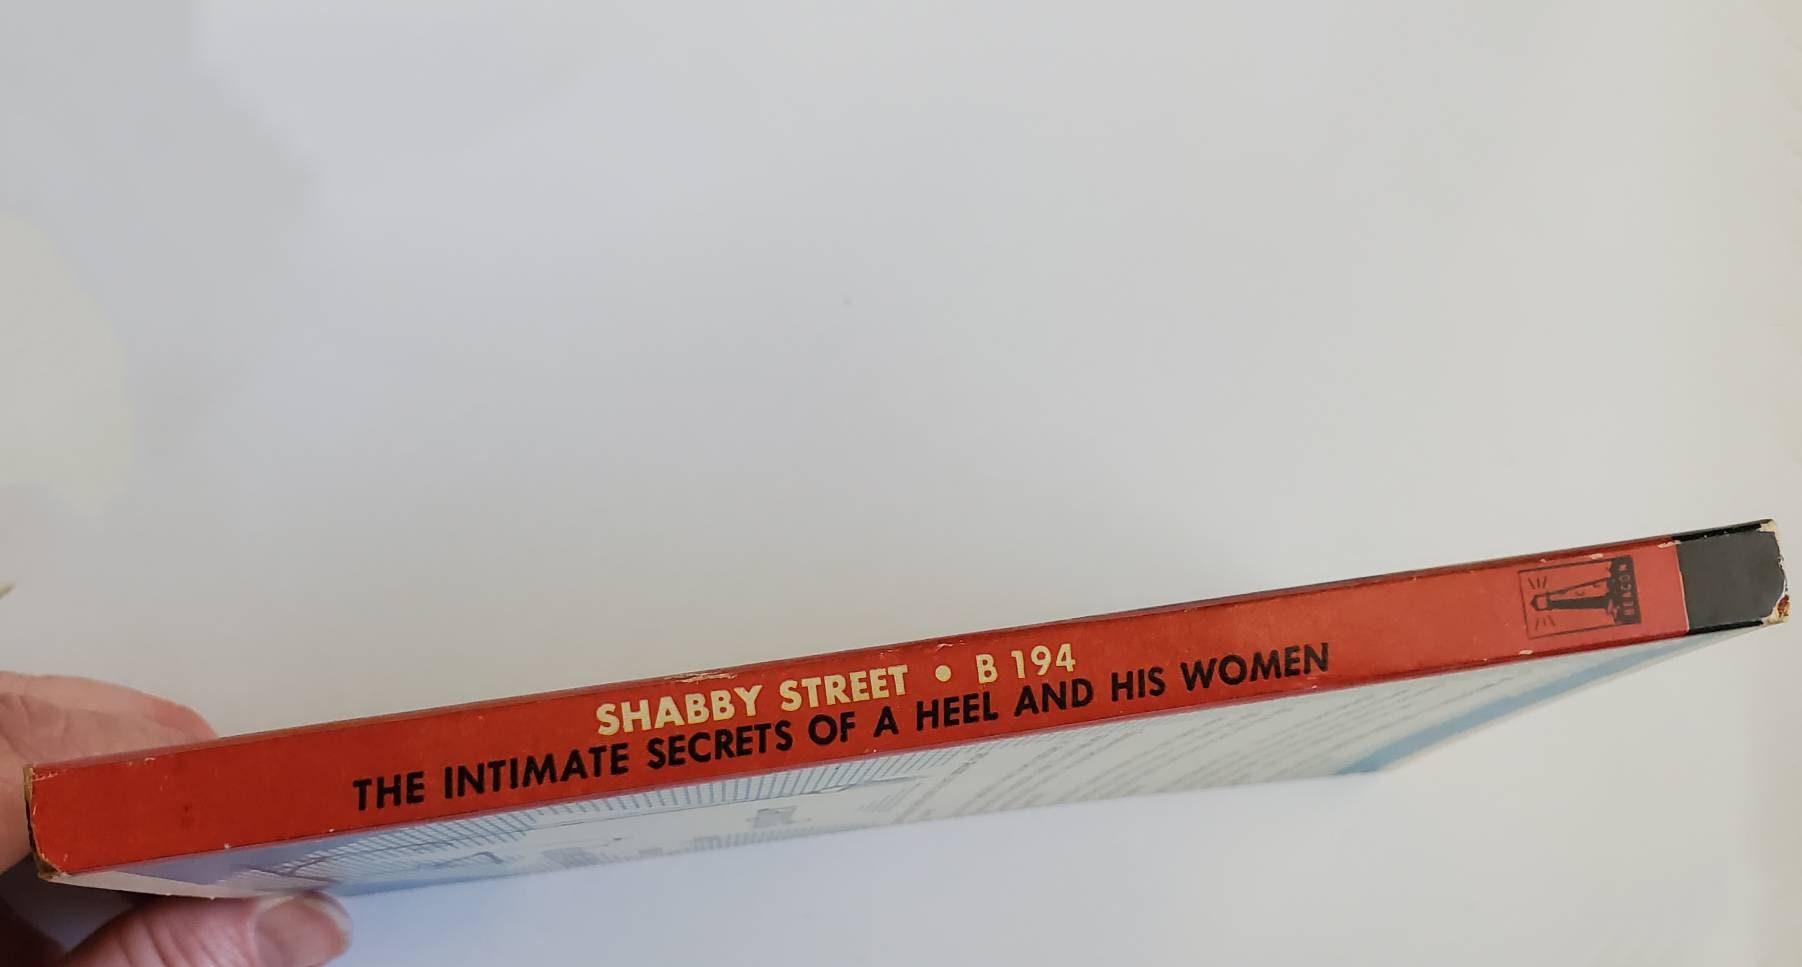 SHABBY STREET • B 194
THE INTIMATE SECRETS OF A HEEL AND HIS WOMEN
BEACON